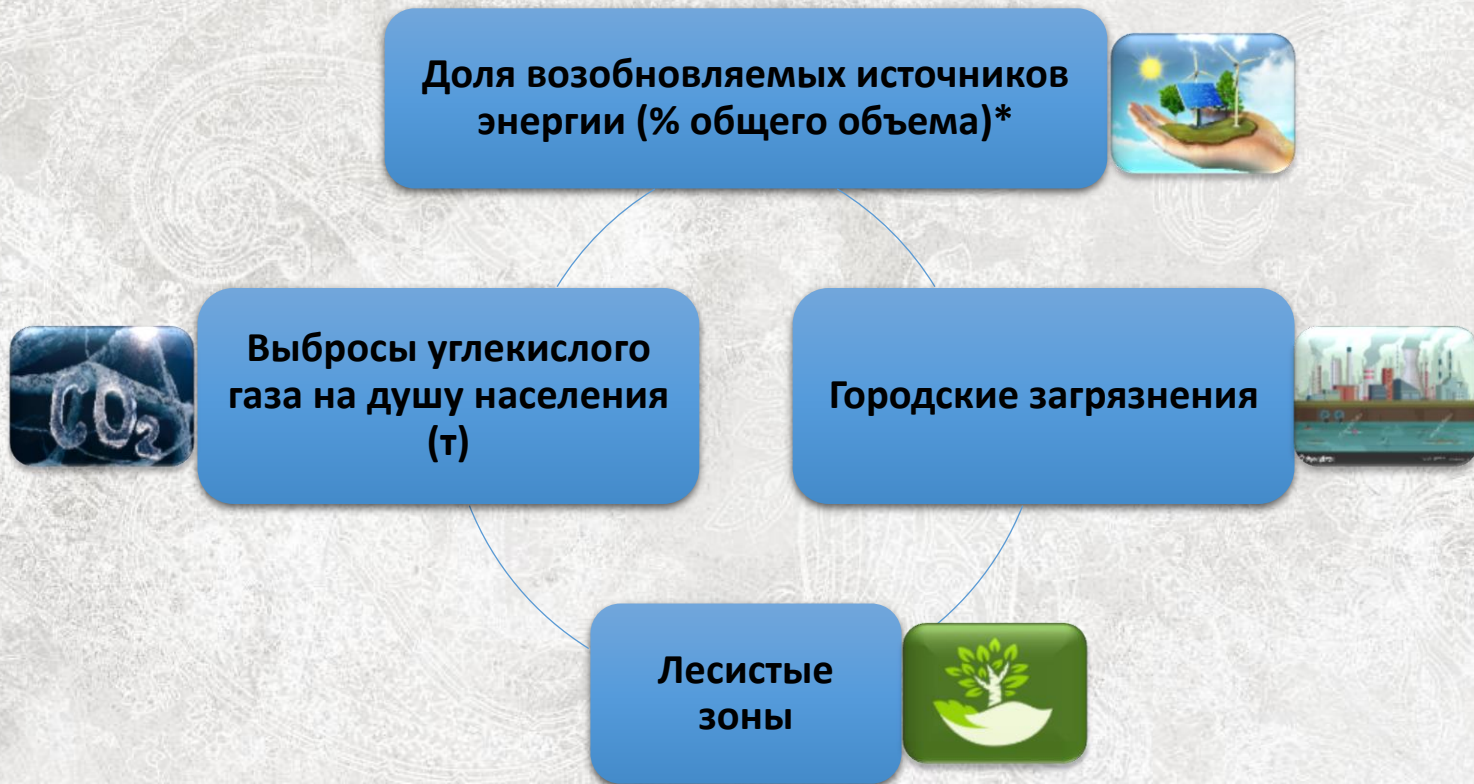 Доля возобновляемых источников
энергии (% общего объема)*
Выбросы углекислого
газа на душу населения
(т)
CO2
Городские загрязнения
Лесистые
зоны